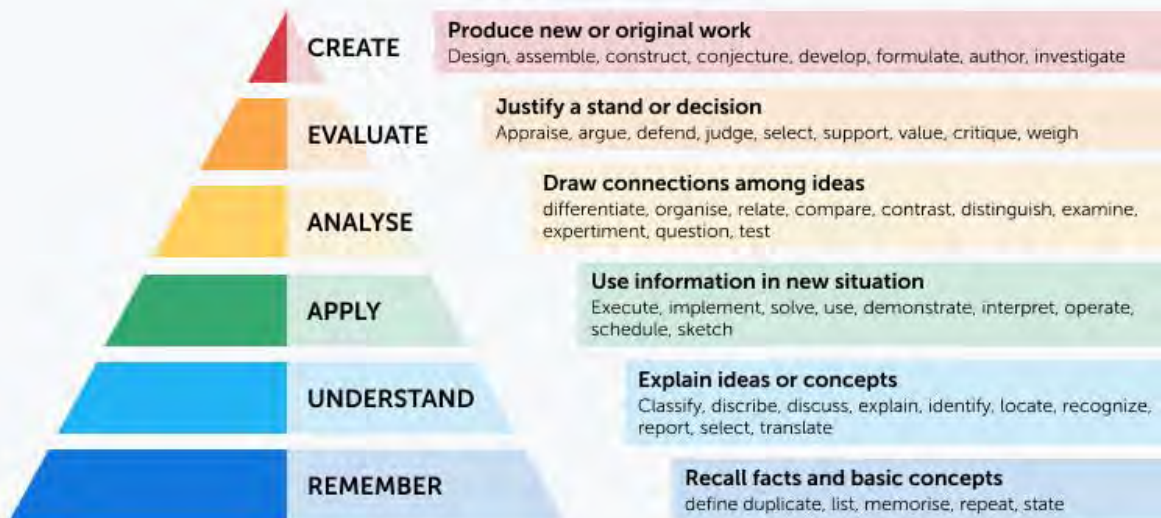 CREATE
Produce new or original work
Design, assemble, construct, conjecture, develop, formulate, author, investigate
EVALUATE
Justify a stand or decision
Appraise, argue, defend, judge, select, support, value, critique, weigh
ANALYSE
Draw connections among ideas
differentiate, organise, relate, compare, contrast, distinguish, examine,
expertiment, question, test
APPLY
Use information in new situation
Execute, implement, solve, use, demonstrate, interpret, operate,
schedule, sketch
UNDERSTAND
Explain ideas or concepts
Classify, discribe, discuss, explain, identify, locate, recognize,
report, select, translate
REMEMBER
Recall facts and basic concepts
define duplicate, list, memorise, repeat, state